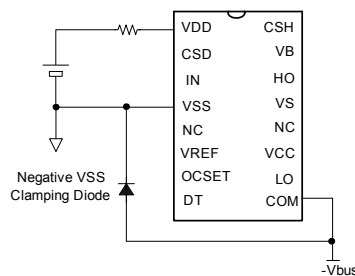 VDD CSH
CSD VB
IN HO
VSS VS
NC NC
VREF VCC
OCSET LO
DT COM
Negative VSS
Clamping Diode
-Vbus